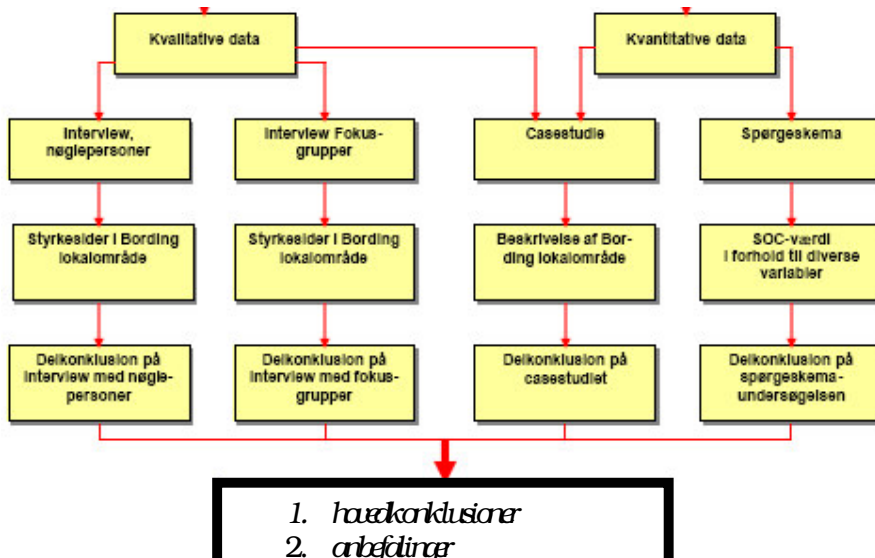 Kvalitative data
Kvantitative data
Interview,
nøglepersoner
Interview Fokus-
grupper
Casestudie
Spørgeskema
Styrkesider i Bording
lokalområde
Styrkesider i Bording
lokalområde
Beskrivelse af Bor-
ding lokalområde
SOC-værdi
i forhold til diverse
variabler
Delkonklusion på
interview med nøgle-
personer
Delkonklusion på
interview med fokus-
grupper
Delkonklusion på
casestudiet
Delkonklusion på
spørgeskema-
undersøgelsen
1. hovedkonklusioner
2. anbefalinger